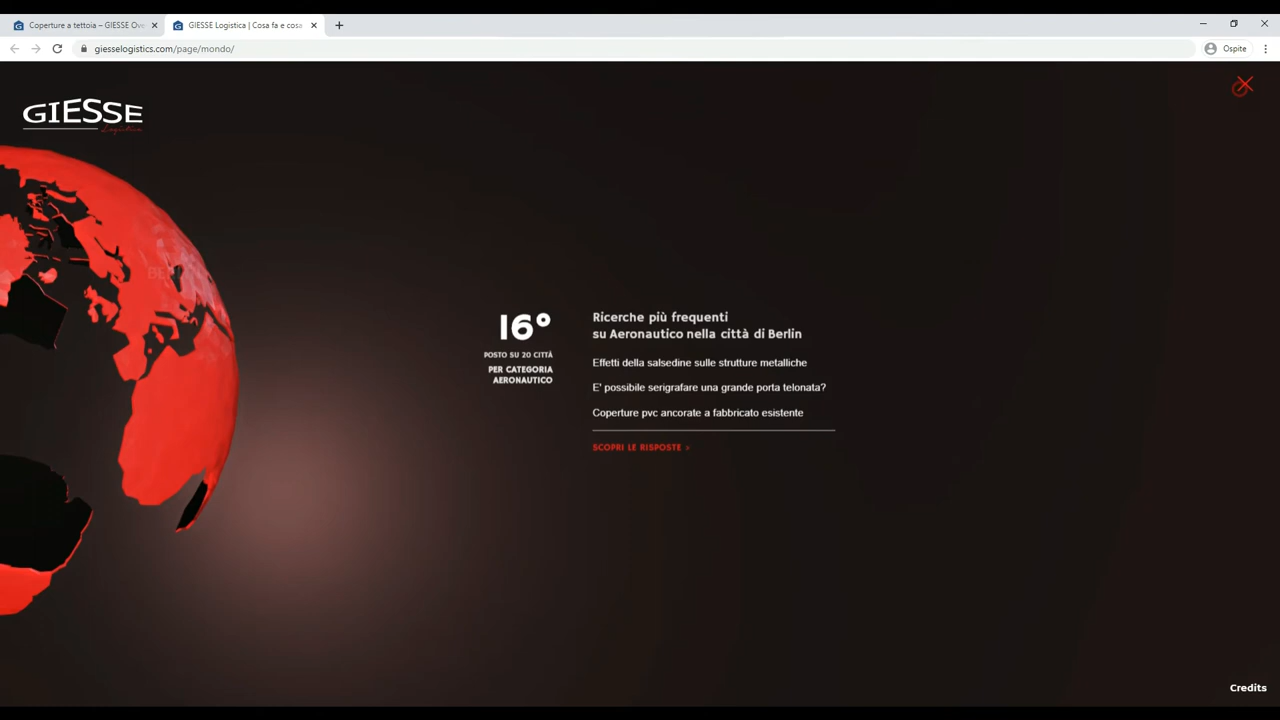 Coperture a tettoia – GIESSE Ove
GIESSE Logistica | Cosa fa e cosa
giesselogistics.com/page/mondo/
Ospite
GIESSE
Logistica
16°
POSTO SU 20 CITTÀ
PER CATEGORIA
AERONAUTICO
Ricerche più frequenti
su Aeronautico nella città di Berlin
Effetti della salsedine sulle strutture metalliche
E' possibile serigrafare una grande porta telonata?
Coperture pvc ancorate a fabbricato esistente
SCOPRI LE RISPOSTE >
Credits